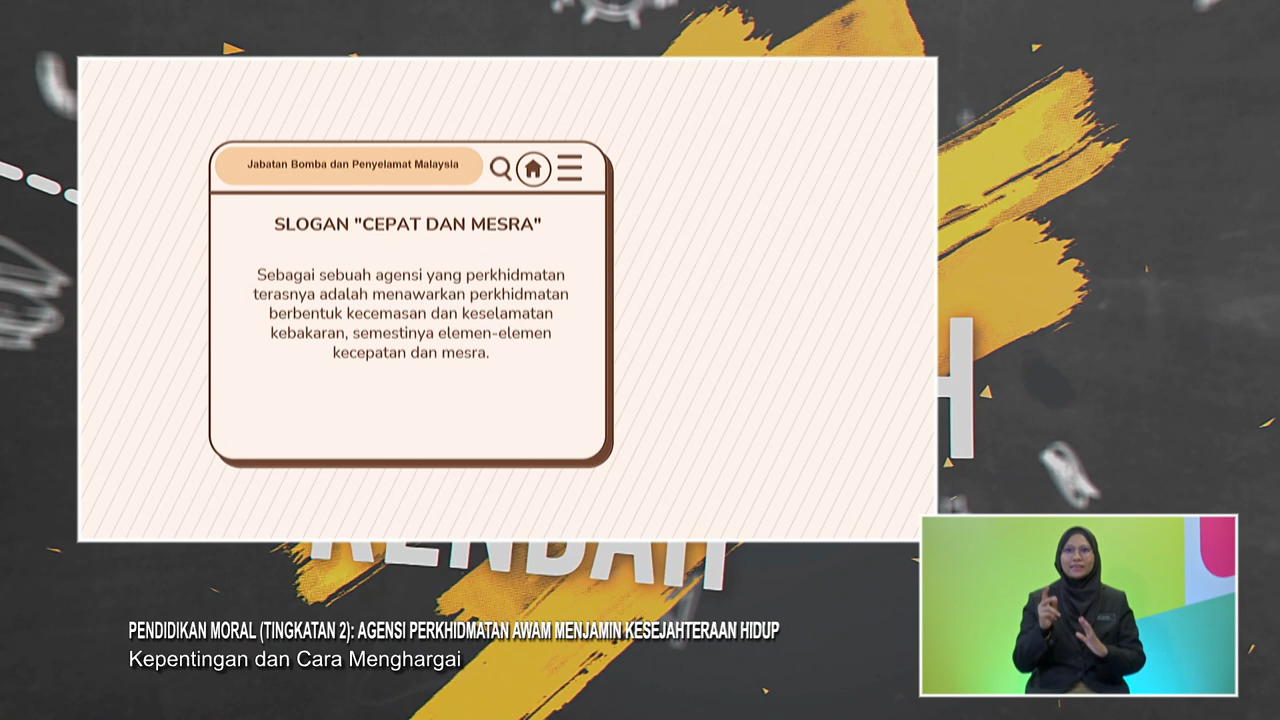 Jabatan Bomba dan Penyelamat Malaysia
SLOGAN "CEPAT DAN MESRA"
Sebagai sebuah agensi yang perkhidmatan
terasnya adalah menawarkan perkhidmatan
berbentuk kecemasan dan keselamatan
kebakaran, semestinya elemen-elemen
kecepatan dan mesra.
H
RENDAH
PENDIDIKAN MORAL (TINGKATAN 2): AGENSI PERKHIDMATAN AWAM MENJAMIN KESEJAHTERAAN HIDUP
Kepentingan dan Cara Menghargai